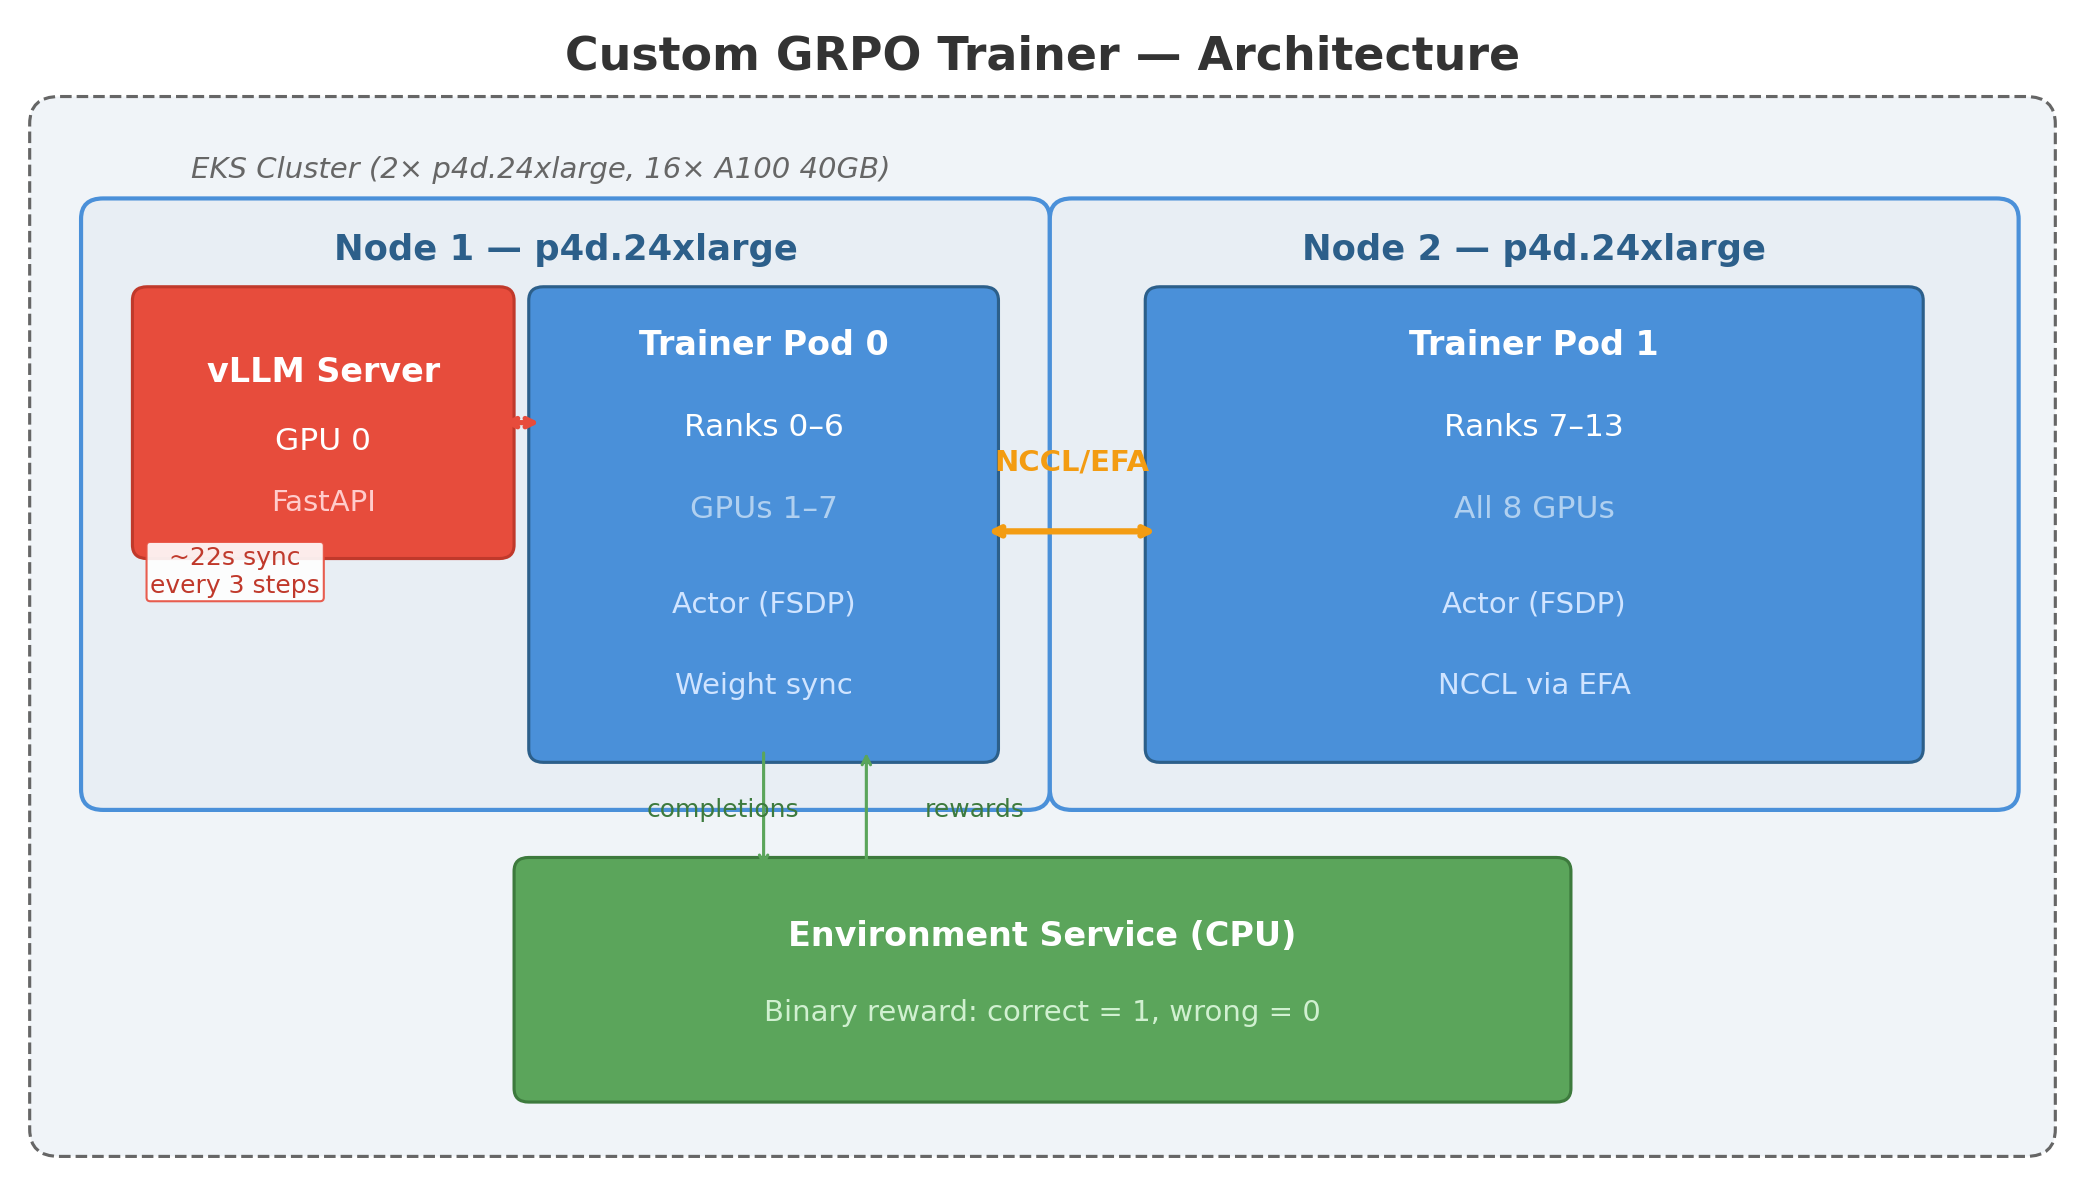 Custom GRPO Trainer — Architecture
EKS Cluster (2× p4d.24xlarge, 16× A100 40GB)
Node 1 — p4d.24xlarge
vLLM Server
GPU 0
FastAPI
~22s sync
every 3 steps
Trainer Pod 0
Ranks 0–6
GPUs 1–7
Actor (FSDP)
Weight sync
NCCL/EFA
Node 2 — p4d.24xlarge
Trainer Pod 1
Ranks 7–13
All 8 GPUs
Actor (FSDP)
NCCL via EFA
completions
rewards
Environment Service (CPU)
Binary reward: correct = 1, wrong = 0